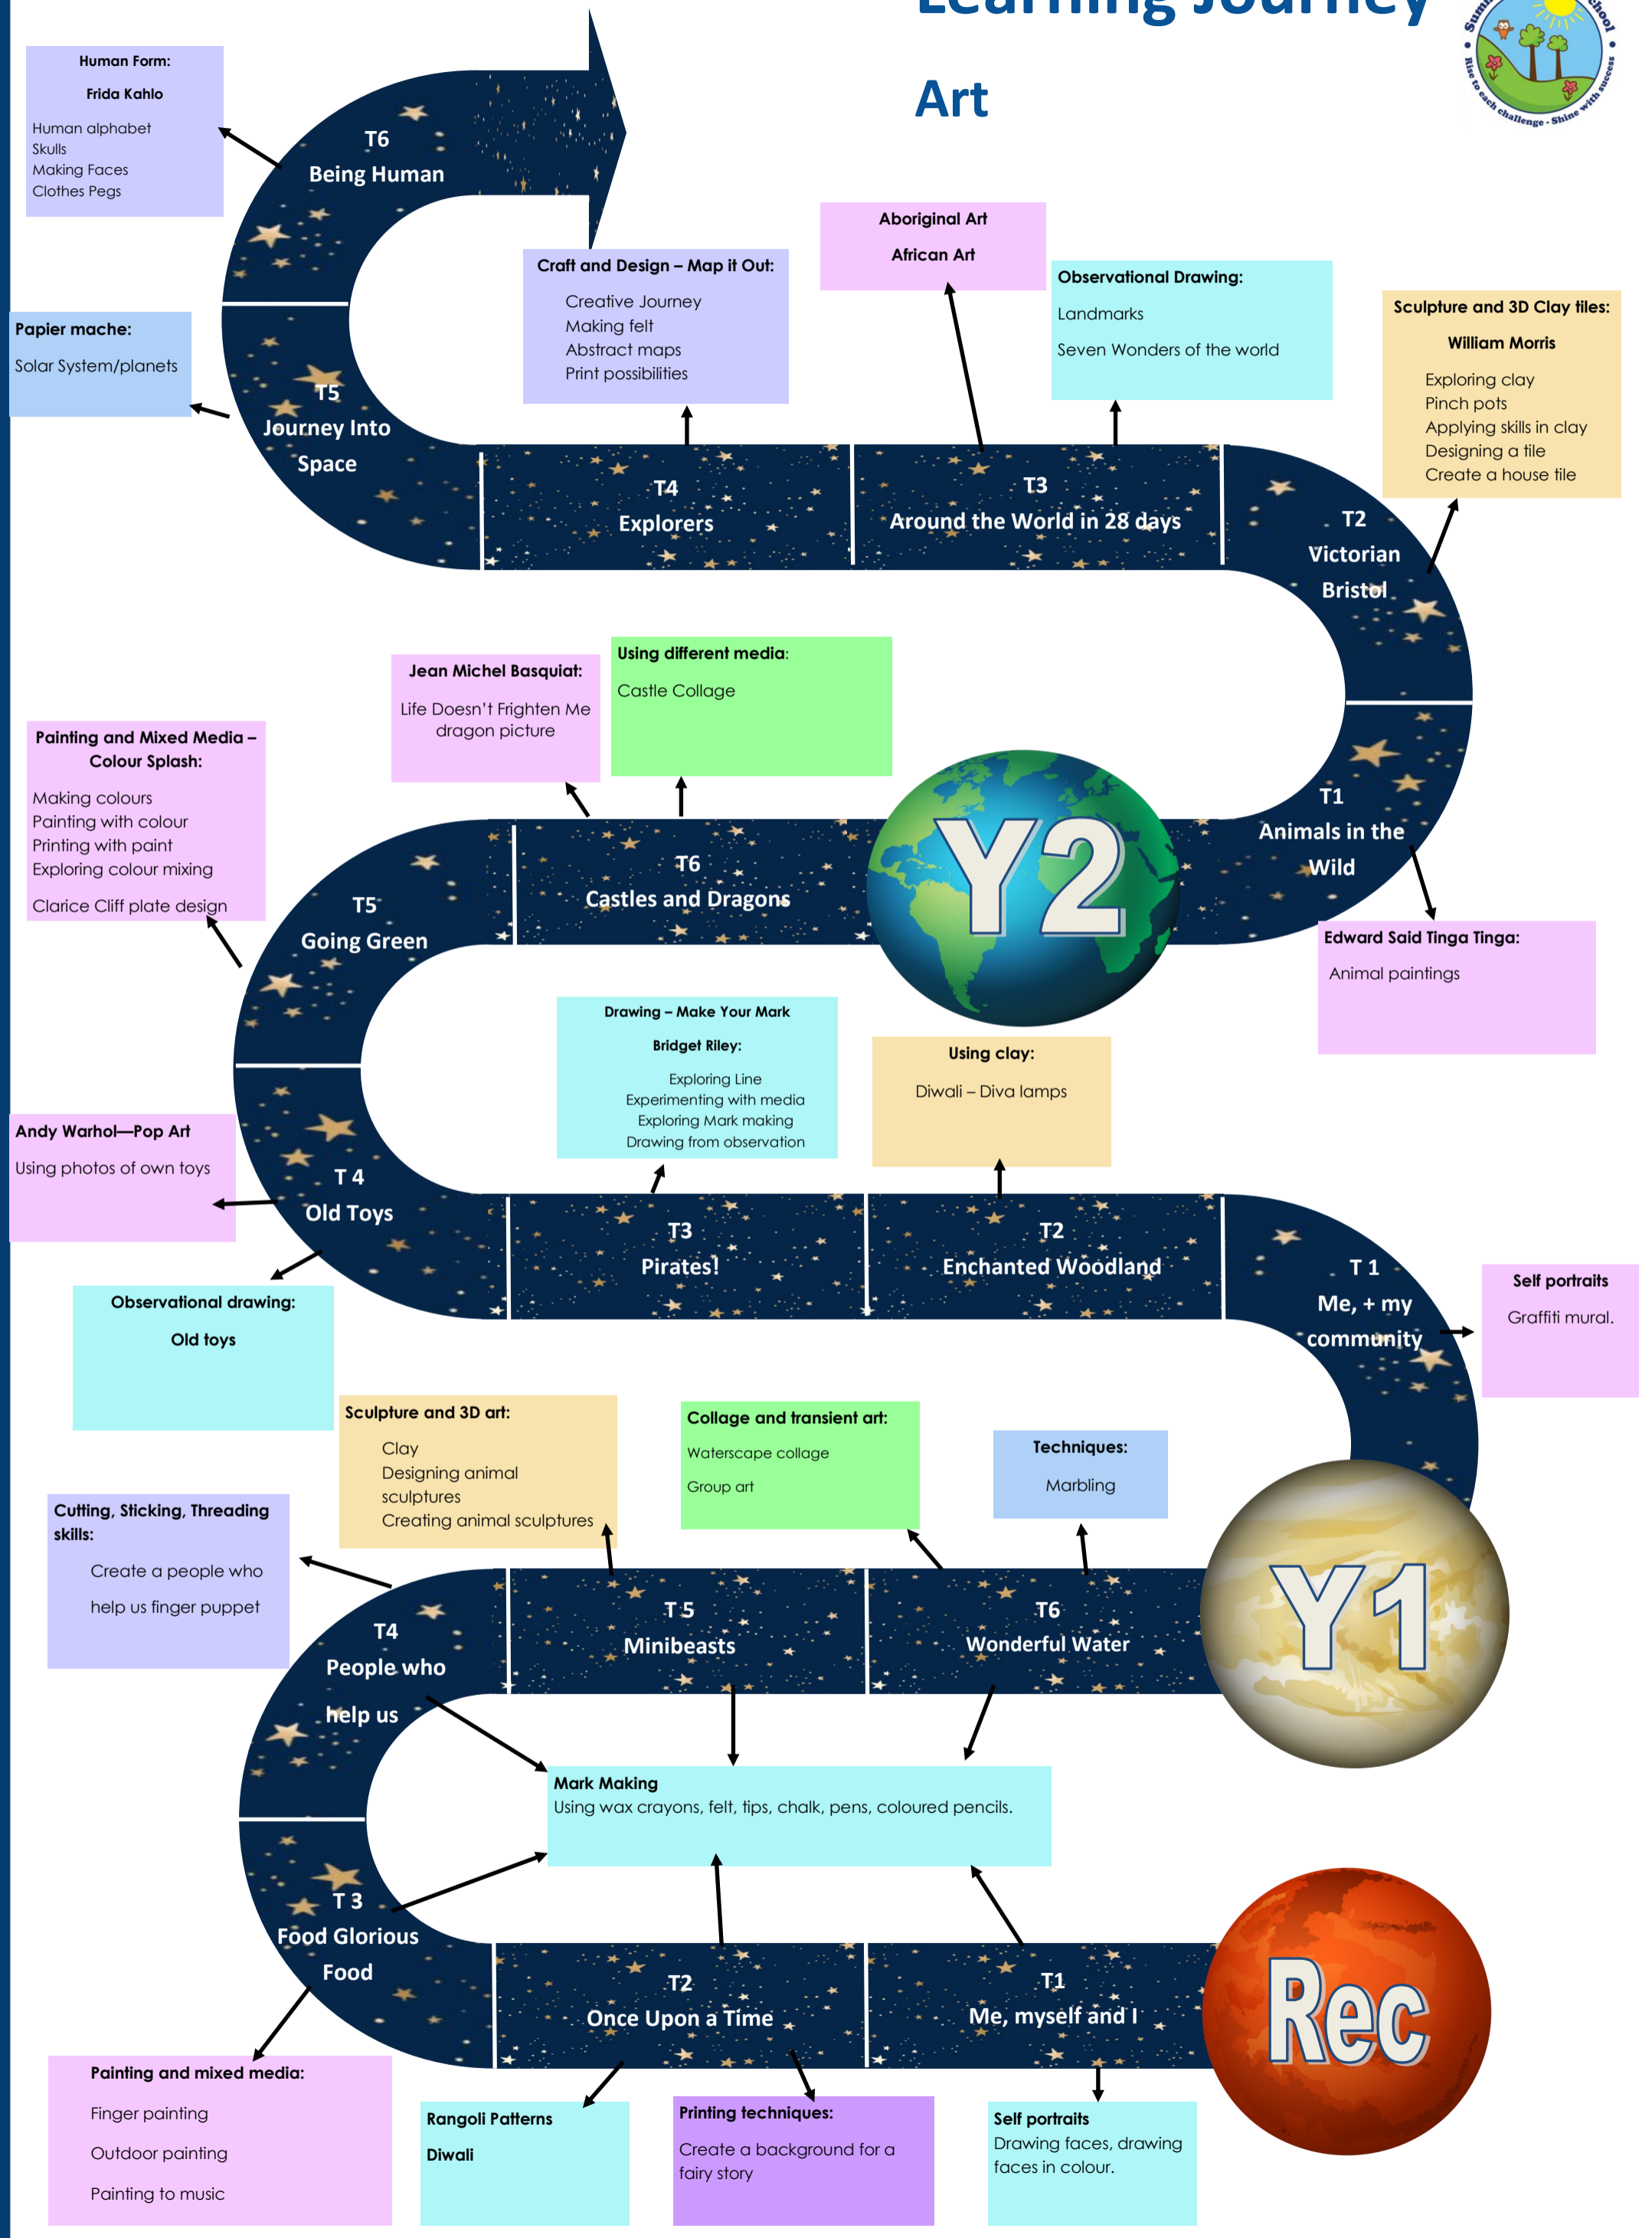 Learning Journey
Art
School
Rise to each challenge - Shine with success
Human Form:
Frida Kahlo
Human alphabet
Skulls
Making Faces
Clothes Pegs
T6
Being Human
Craft and Design – Map it Out:
Creative Journey
Making felt
Abstract maps
Print possibilities
Aboriginal Art
African Art
Observational Drawing:
Landmarks
Seven Wonders of the world
Sculpture and 3D Clay tiles:
William Morris
Exploring clay
Pinch pots
Applying skills in clay
Designing a tile
Create a house tile
Papier mache:
Solar System/planets
T5
Journey Into
Space
T4
Explorers
T3
Around the World in 28 days
T2
Victorian
Bristol
Jean Michel Basquiat:
Life Doesn't Frighten Me
dragon picture
Using different media:
Castle Collage
Painting and Mixed Media –
Colour Splash:
Making colours
Painting with colour
Printing with paint
Exploring colour mixing
Clarice Cliff plate design
T5
Going Green
T6
Castles and Dragons
Y2
T1
Animals in the
Wild
Edward Said Tinga Tinga:
Animal paintings
Drawing – Make Your Mark
Bridget Riley:
Exploring Line
Experimenting with media
Exploring Mark making
Drawing from observation
Using clay:
Diwali – Diva lamps
Andy Warhol—Pop Art
Using photos of own toys
T 4
Old Toys
T3
Pirates!
T2
Enchanted Woodland
T 1
Me, + my
community
Self portraits
Graffiti mural.
Observational drawing:
Old toys
Sculpture and 3D art:
Clay
Designing animal
sculptures
Creating animal sculptures
Collage and transient art:
Waterscape collage
Group art
Techniques:
Marbling
Cutting, Sticking, Threading
skills:
Create a people who
help us finger puppet
T4
People who
help us
T 5
Minibeasts
T6
Wonderful Water
Y1
Mark Making
Using wax crayons, felt, tips, chalk, pens, coloured pencils.
T 3
Food Glorious
Food
T2
Once Upon a Time
T1
Me, myself and I
Rec
Painting and mixed media:
Finger painting
Outdoor painting
Painting to music
Rangoli Patterns
Diwali
Printing techniques:
Create a background for a
fairy story
Self portraits
Drawing faces, drawing
faces in colour.